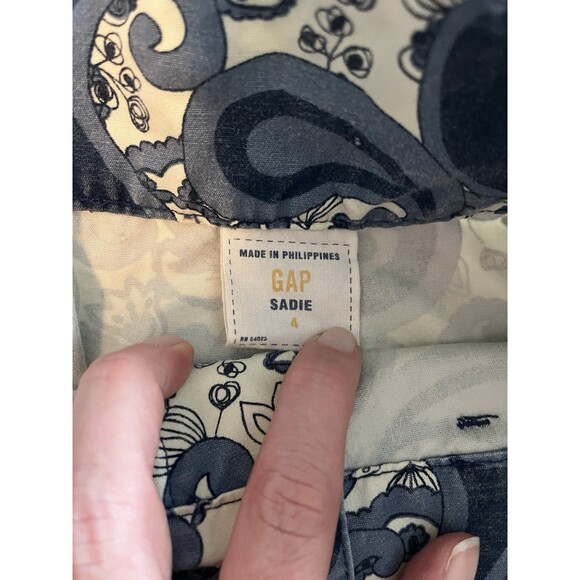 MADE IN PHILIPPINES
GAP
SADIE
4
RN 54023